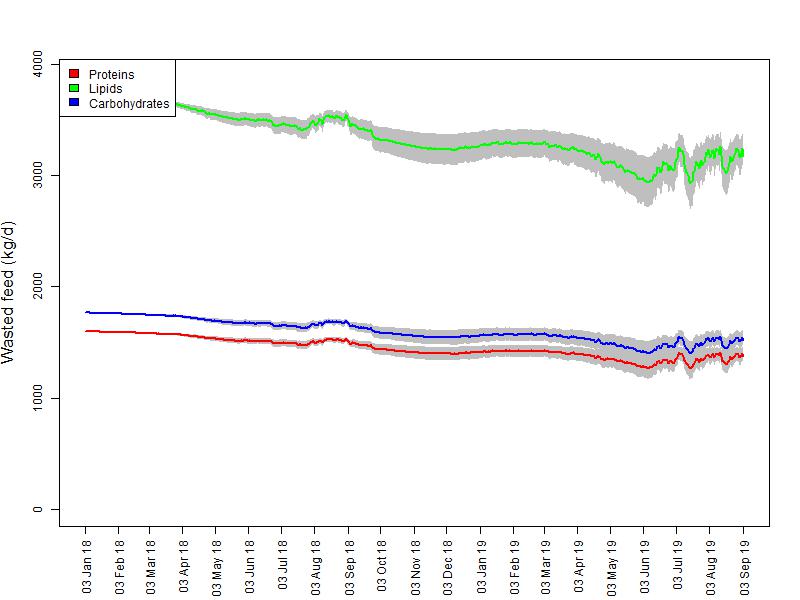 Proteins
Lipids
Carbohydrates
Wasted feed (kg/d)
4000
3000
2000
1000
0
03 Jan 18
03 Feb 18
03 Mar 18
03 Apr 18
03 May 18
03 Jun 18
03 Jul 18
03 Aug 18
03 Sep 18
03 Oct 18
03 Nov 18
03 Dec 18
03 Jan 19
03 Feb 19
03 Mar 19
03 Apr 19
03 May 19
03 Jun 19
03 Jul 19
03 Aug 19
03 Sep 19